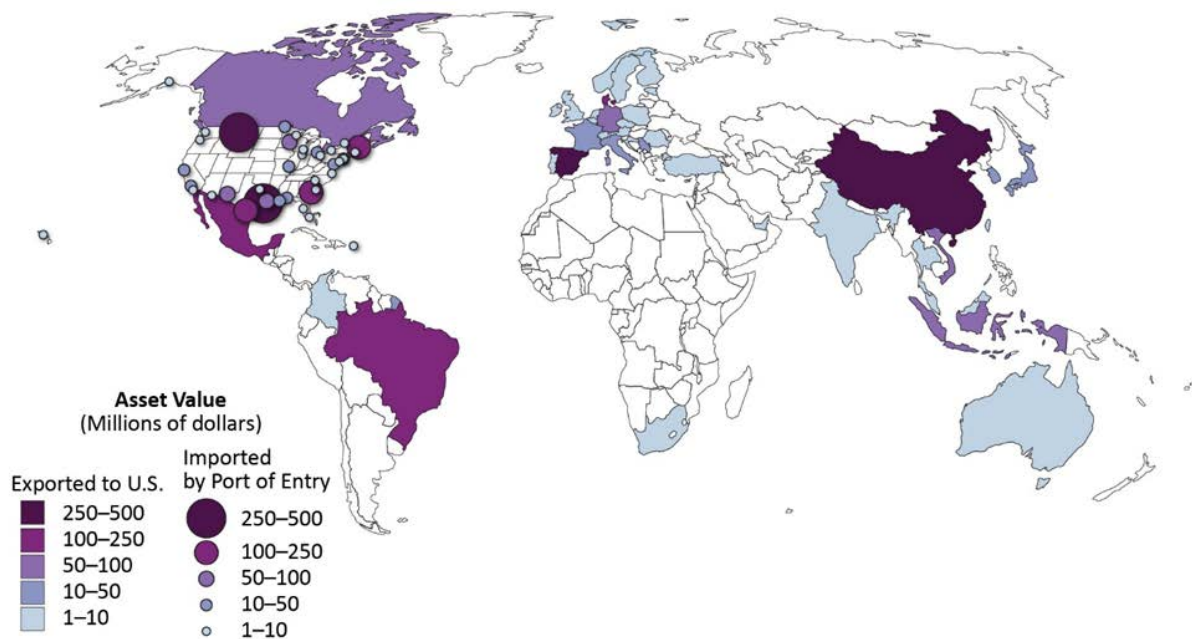 Asset Value
(Millions of dollars)
Exported to U.S.
250–500
100–250
50–100
10–50
1–10
Imported
by Port of Entry
250–500
100–250
50–100
10–50
1–10